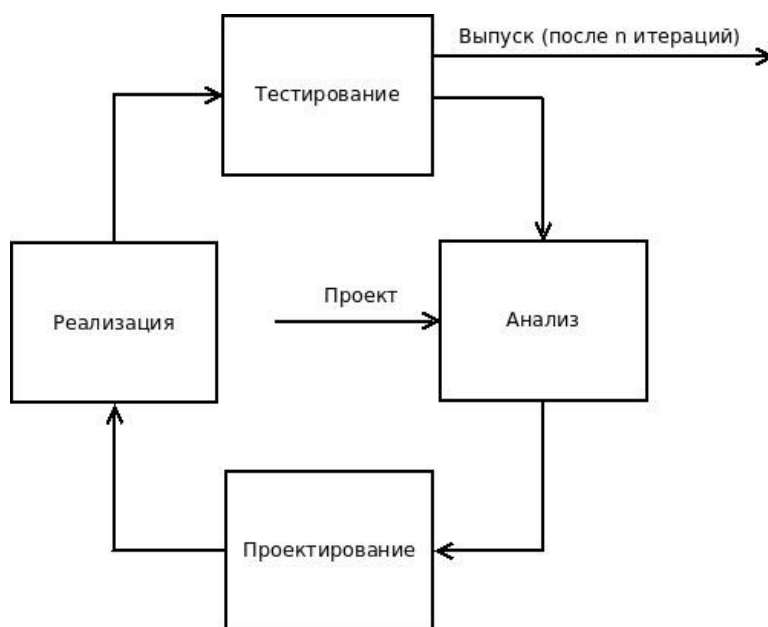 Выпуск (после n итераций)
Тестирование
Проект
Реализация
Анализ
Проектирование